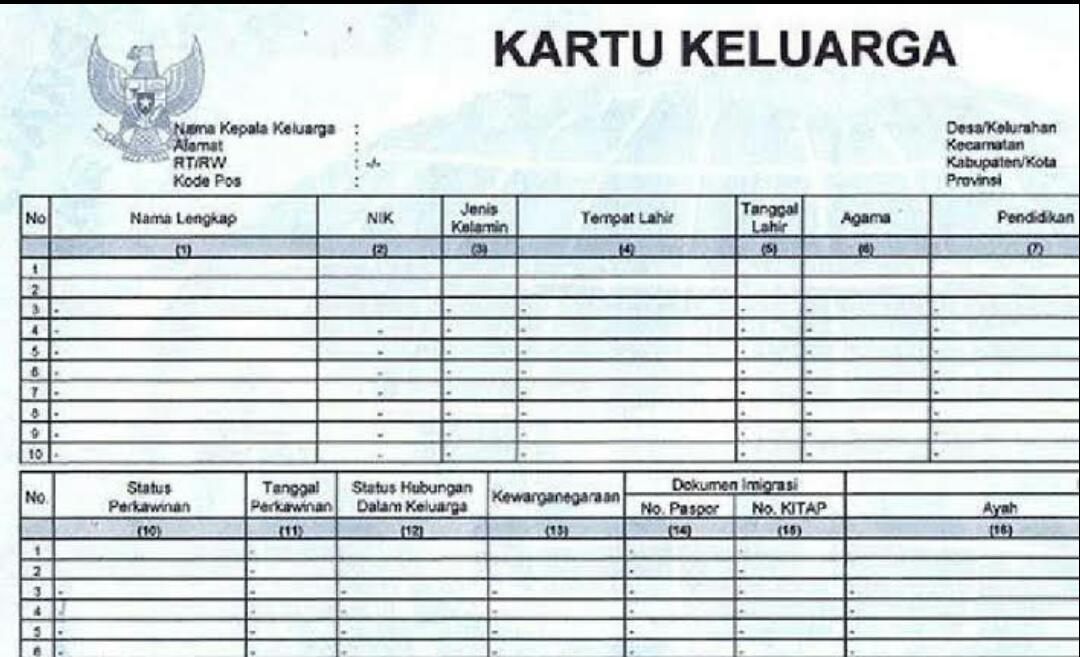 KARTU KELUARGA
Nama Kepala Keluarga :
Alamat :
RT/RW : -/-
Kode Pos :
Desa/Kelurahan
Kecamatan
Kabupaten/Kota
Provinsi
No Nama Lengkap NIK Jenis Kelamin Tempat Lahir Tanggal Lahir Agama Pendidikan
(1) (2) (3) (4) (5) (6) (7)
1
2
3 - - - - - -
4 - - - - - - -
5 - - - - - - -
6 - - - - - - -
7 - - - - - - -
8 - - - - - - -
9 - - - - - - -
10 - - - - - - -
No. Status Perkawinan Tanggal Perkawinan Status Hubungan Dalam Keluarga Kewarganegaraan Dokumen Imigrasi
No. Paspor No. KITAP Ayah
(10) (11) (12) (13) (14) (15) (16)
1 - - -
2 - - -
3 - - - - - - -
4 - - - - - -
5 - - - - - - -
6 - - - - - - -